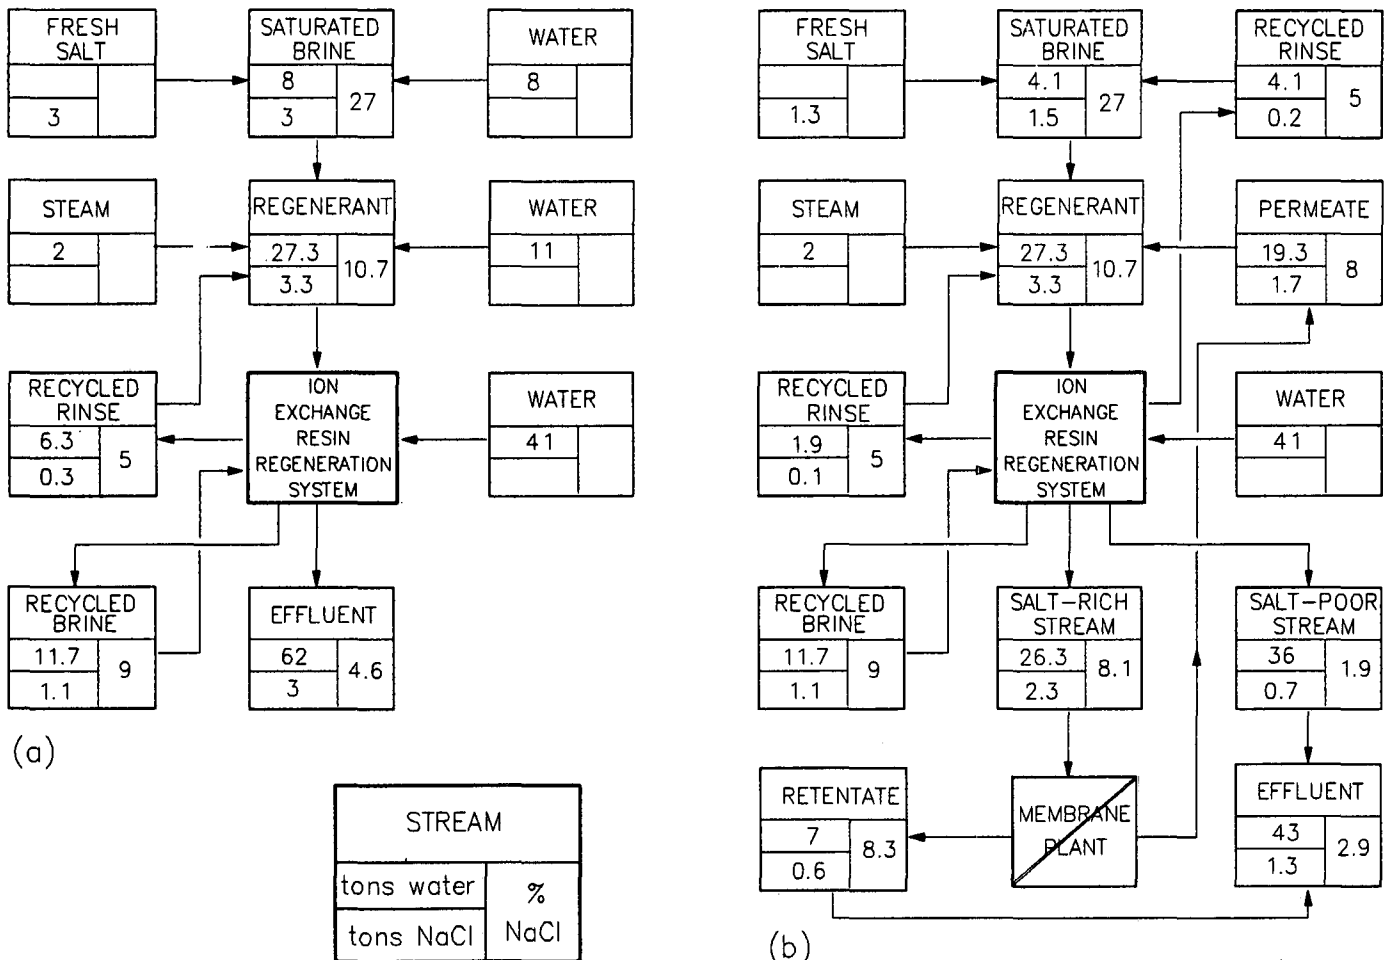 FRESH
SALT
3
SATURATED
BRINE
8
3
27
WATER
8
STEAM
2
REGENERANT
27.3
3.3
10.7
WATER
11
RECYCLED
RINSE
6.3
0.3
5
ION
EXCHANGE
RESIN
REGENERATION
SYSTEM
WATER
41
RECYCLED
BRINE
11.7
1.1
9
EFFLUENT
62
3
4.6
(a)
STREAM
tons water
tons NaCl
%
NaCl
FRESH
SALT
1.3
SATURATED
BRINE
4.1
1.5
27
RECYCLED
RINSE
4.1
0.2
5
STEAM
2
REGENERANT
27.3
3.3
10.7
PERMEATE
19.3
1.7
8
RECYCLED
RINSE
1.9
0.1
5
ION
EXCHANGE
RESIN
REGENERATION
SYSTEM
WATER
41
RECYCLED
BRINE
11.7
1.1
9
SALT-RICH
STREAM
26.3
2.3
8.1
SALT-POOR
STREAM
36
0.7
1.9
RETENTATE
7
0.6
8.3
MEMBRANE
PLANT
EFFLUENT
43
1.3
2.9
(b)